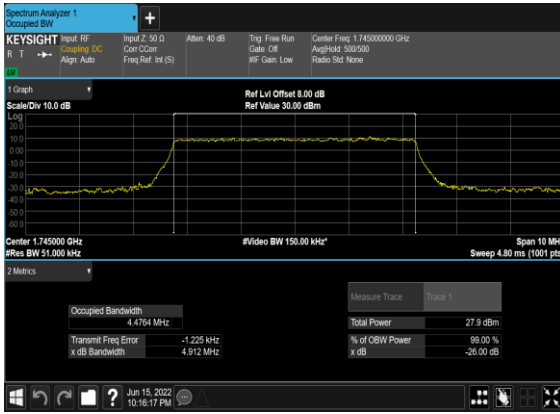 Spectrum Analyzer 1
Occupied BW
+
KEYSIGHT Input: RF Input Z: 50 Ω Atten: 40 dB Trig: Free Run Center Freq: 1.745000000 GHz
R T Coupling: DC Corr CCorr Gate: Off Avg|Hold: 500/500
Align: Auto Freq Ref: Int (S) #IF Gain: Low Radio Std: None
LXI
1 Graph
Ref Lvl Offset 8.00 dB
Scale/Div 10.0 dB Ref Value 30.00 dBm
Log
20.0
10.0
0.00
-10.0
-20.0
-30.0
-40.0
-50.0
-60.0
Center 1.745000 GHz #Video BW 150.00 kHz* Span 10 MH
#Res BW 51.000 kHz Sweep 4.80 ms (1001 pts
2 Metrics
Measure Trace Trace 1
Occupied Bandwidth
4.4764 MHz Total Power 27.9 dBm
Transmit Freq Error -1.225 kHz % of OBW Power 99.00 %
x dB Bandwidth 4.912 MHz x dB -26.00 dB
? Jun 15, 2022
10:16:17 PM